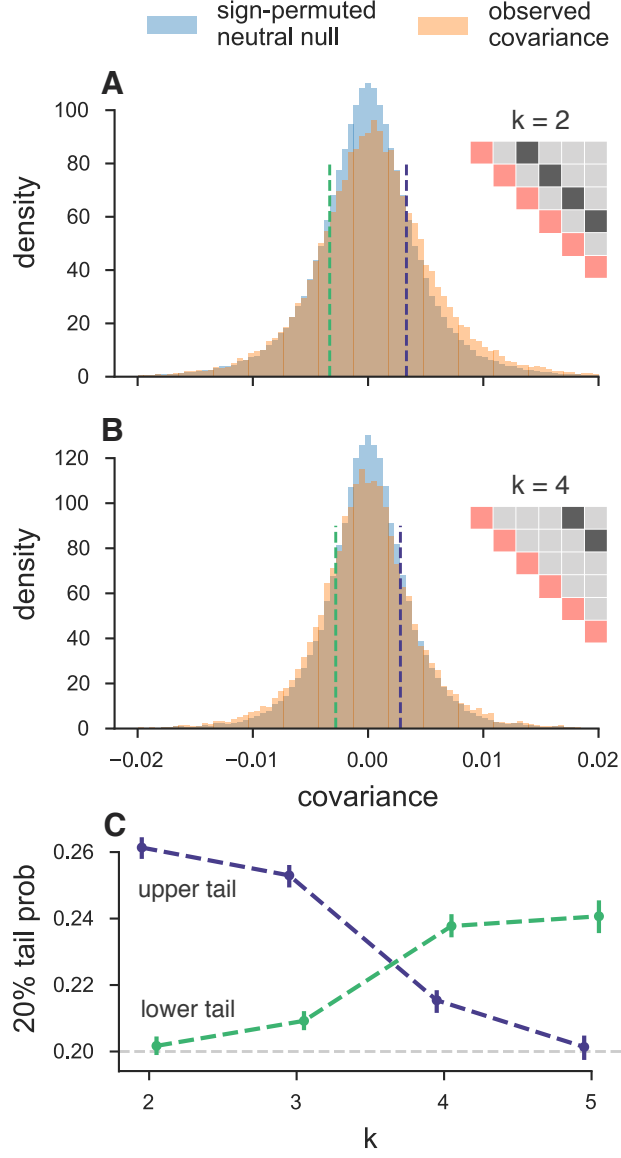 sign-permuted
neutral null
observed
covariance
A
k = 2
100
80
60
40
20
0
density
−0.02
−0.01
0.00
0.01
0.02
B
k = 4
120
100
80
60
40
20
0
density
covariance
C
0.26
0.24
0.22
0.20
20% tail prob
upper tail
lower tail
2
3
4
5
k